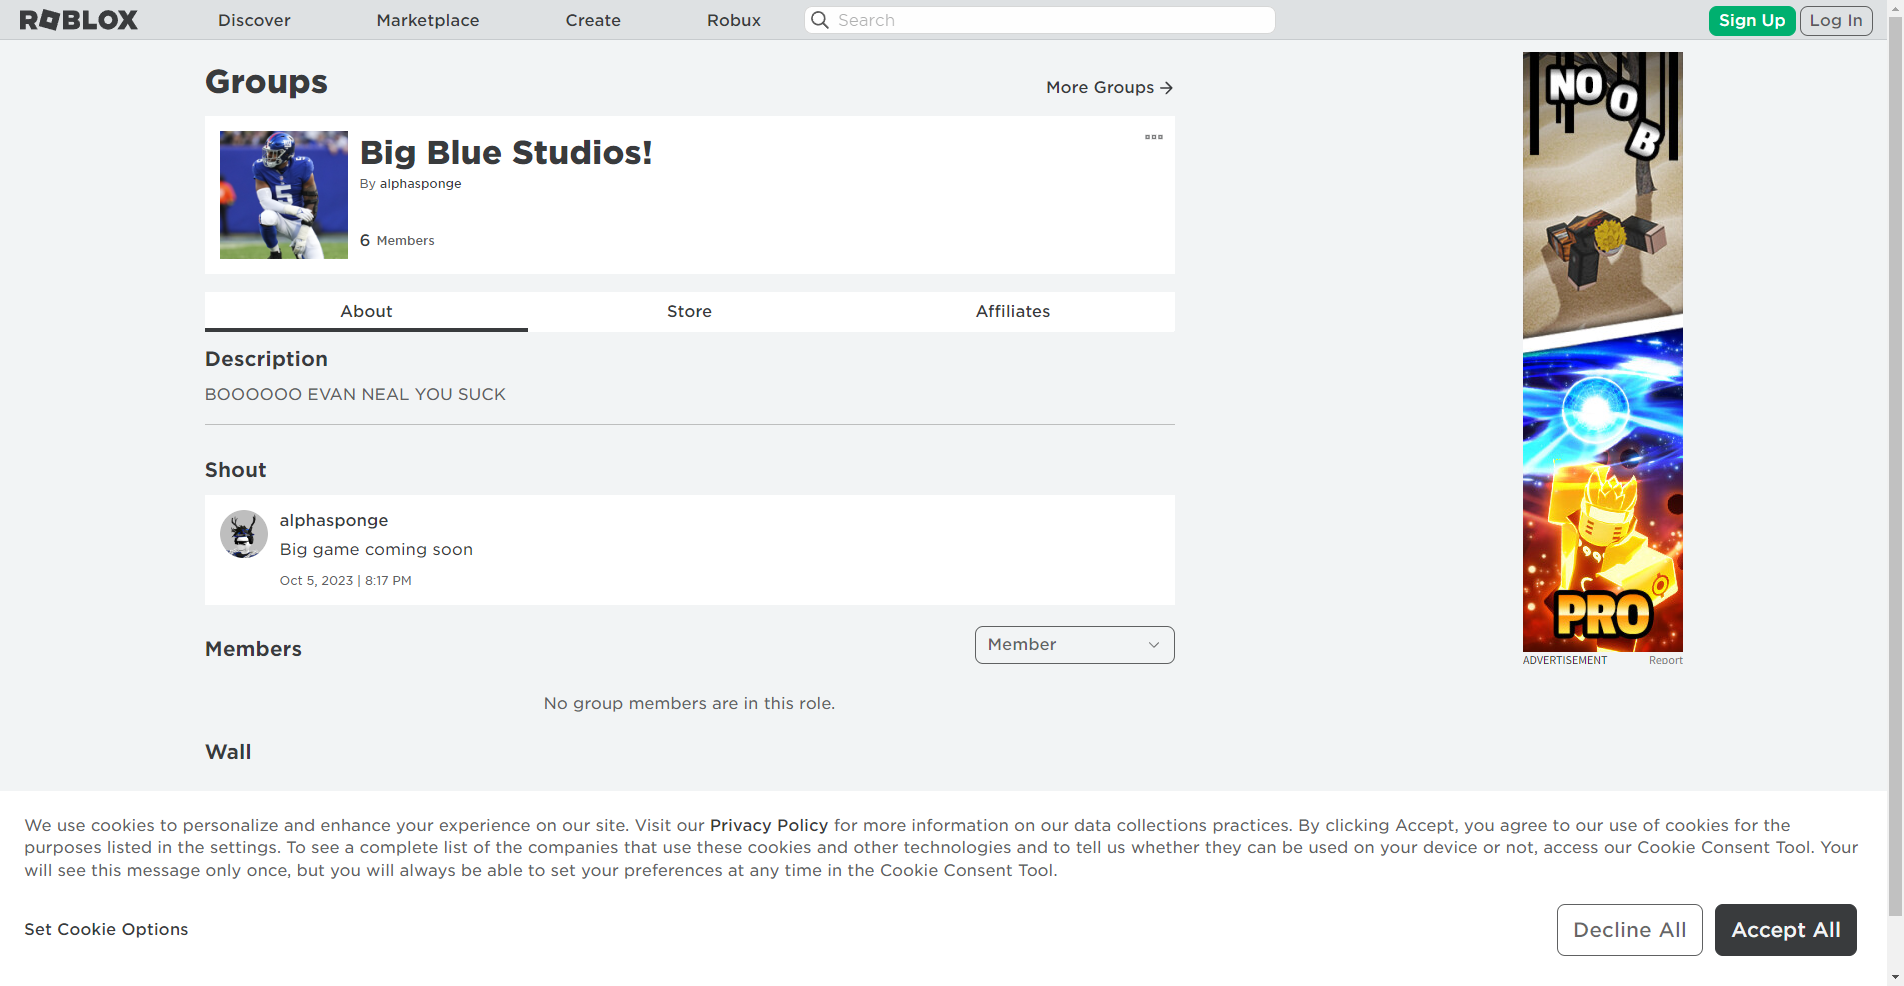 ROBLOX
Discover
Marketplace
Create
Robux
Search
Sign Up
Log In
Groups
More Groups →
Big Blue Studios!
By alphasponge
6 Members
About
Store
Affiliates
Description
BOOOOOO EVAN NEAL YOU SUCK
Shout
alphasponge
Big game coming soon
Oct 5, 2023 | 8:17 PM
Members
Member
No group members are in this role.
Wall
NOOB
PRO
ADVERTISEMENT
Report
We use cookies to personalize and enhance your experience on our site. Visit our Privacy Policy for more information on our data collections practices. By clicking Accept, you agree to our use of cookies for the
purposes listed in the settings. To see a complete list of the companies that use these cookies and other technologies and to tell us whether they can be used on your device or not, access our Cookie Consent Tool. Your
will see this message only once, but you will always be able to set your preferences at any time in the Cookie Consent Tool.
Set Cookie Options
Decline All
Accept All